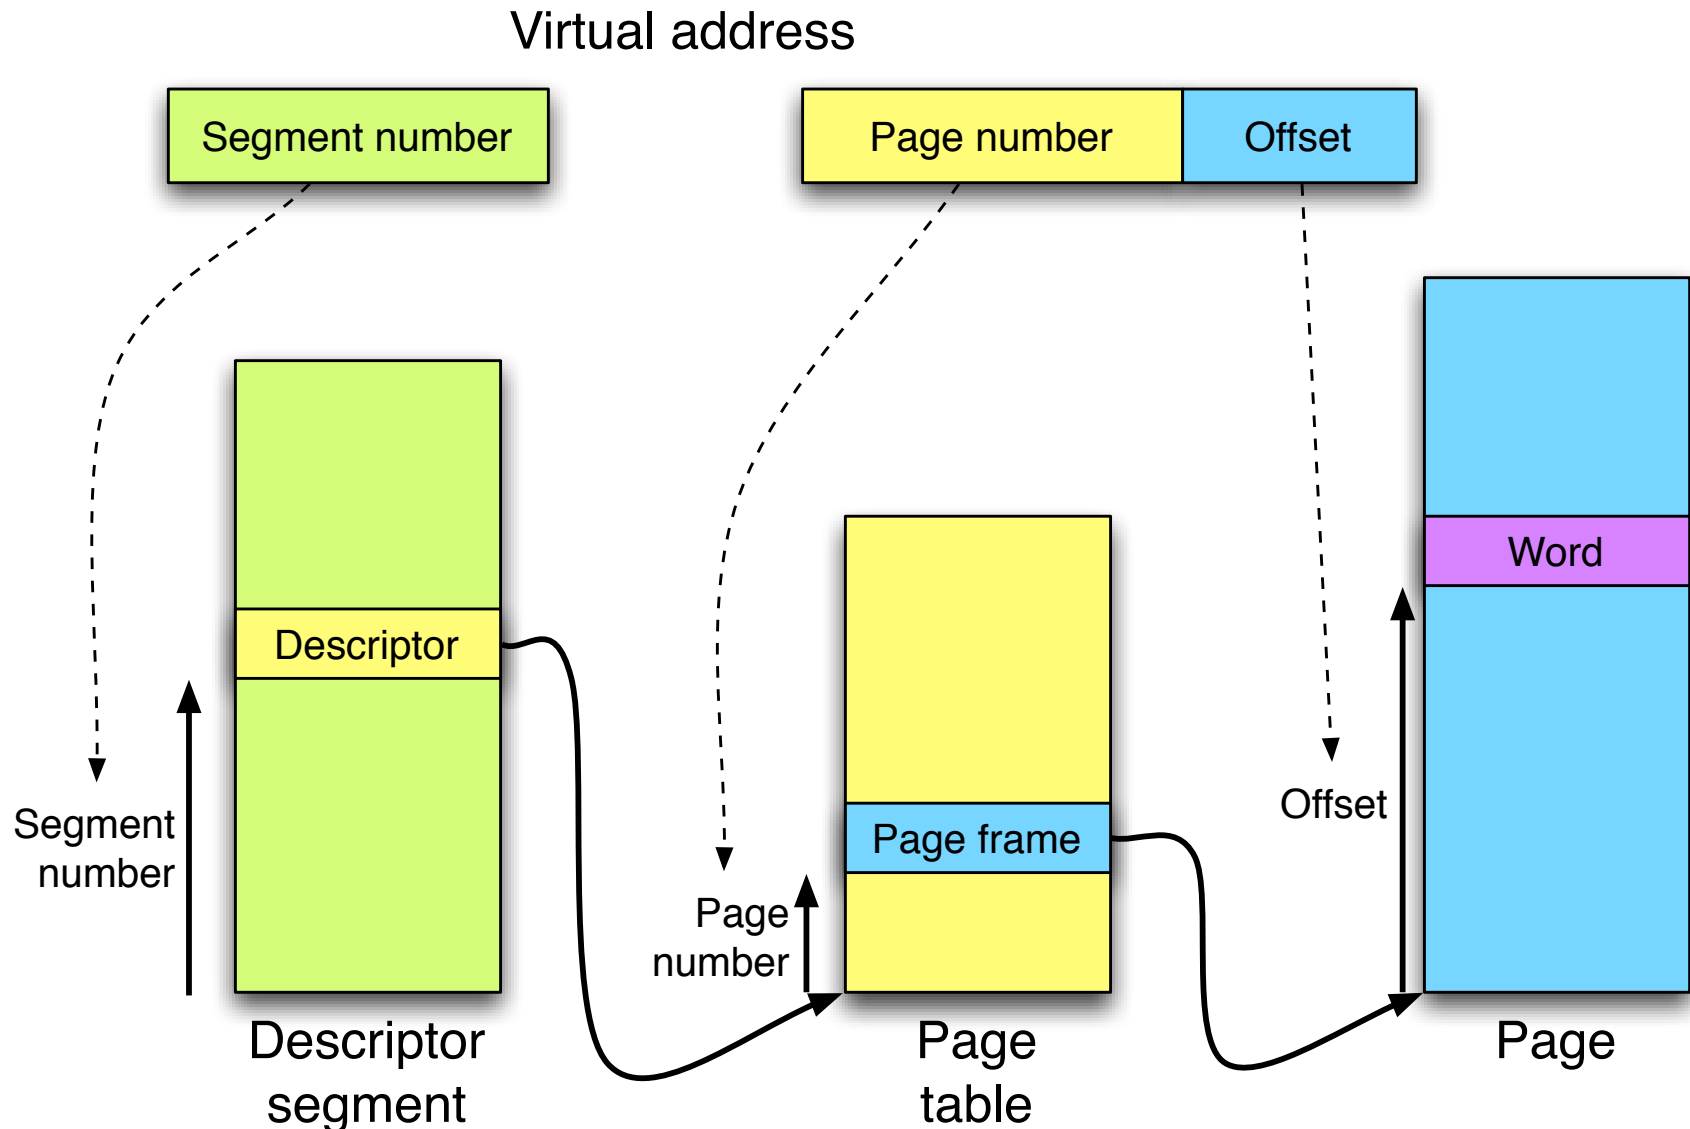 Virtual address
Segment number
Page number
Offset
Word
Descriptor
Segment
number
Offset
Page frame
Page
number
Descriptor
segment
Page
table
Page